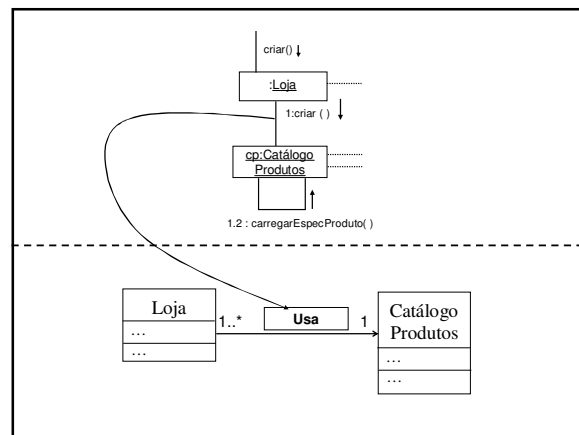 criar()
:Loja
1:criar ( )
cp:Catálogo
Produtos
1.2 : carregarEspecProduto( )
Loja
...
...
1..*
Usa
1
Catálogo
Produtos
...
...